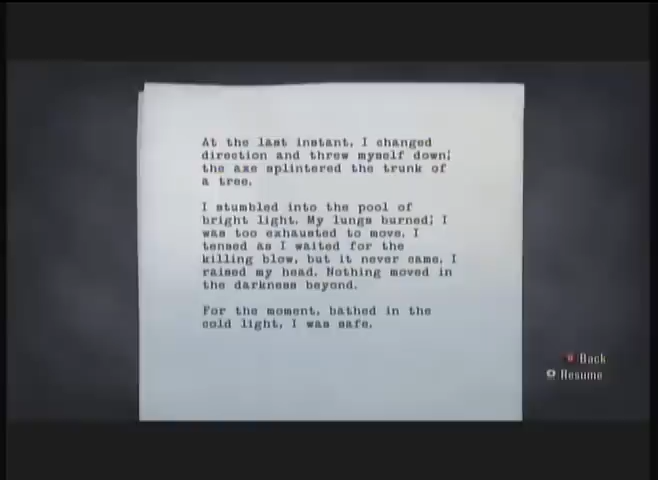 At the last instant, I changed
direction and threw myself down;
the axe splintered the trunk of
a tree.
I stumbled into the pool of
bright light. My lungs burned; I
was too exhausted to move. I
tensed as I waited for the
killing blow, but it never came. I
raised my head. Nothing moved in
the darkness beyond.
For the moment, bathed in the
cold light, I was safe.
Back
Resume